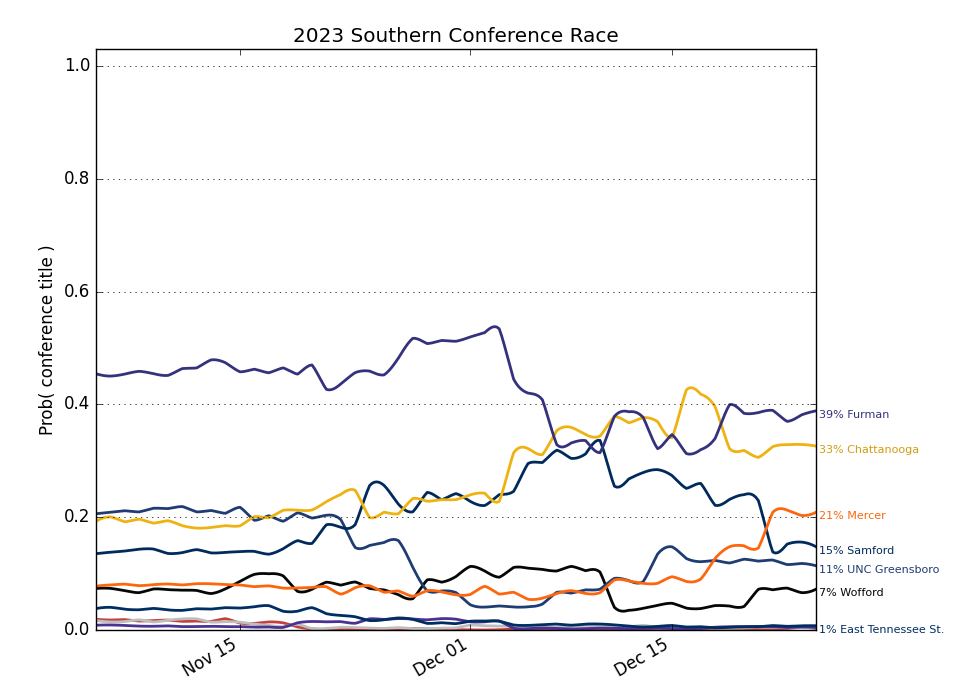 2023 Southern Conference Race
Prob( conference title )
1.0
0.8
0.6
0.4
0.2
0.0
Nov 15
Dec 01
Dec 15
39% Furman
33% Chattanooga
21% Mercer
15% Samford
11% UNC Greensboro
7% Wofford
1% East Tennessee St.